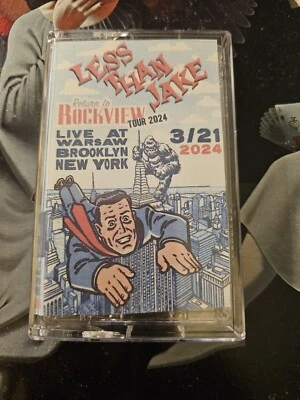 LESS
THAN
JAKE
Return to
ROCKVIEW
TOUR 2024
LIVE AT
WARSAW
BROOKLYN
NEW YORK
3/21
2024